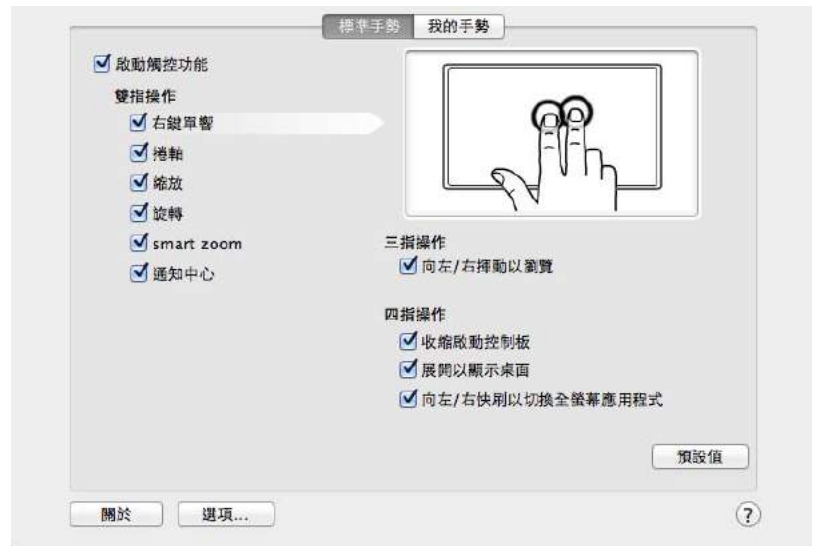 標準手勢 我的手勢
啟動觸控功能
雙指操作
右鍵單響
捲軸
縮放
旋轉
smart zoom
通知中心
三指操作
向左/右揮動以瀏覽
四指操作
收縮啟動控制板
展開以顯示桌面
向左/右快刷以切換全螢幕應用程式
預設值
關於 選項... ?